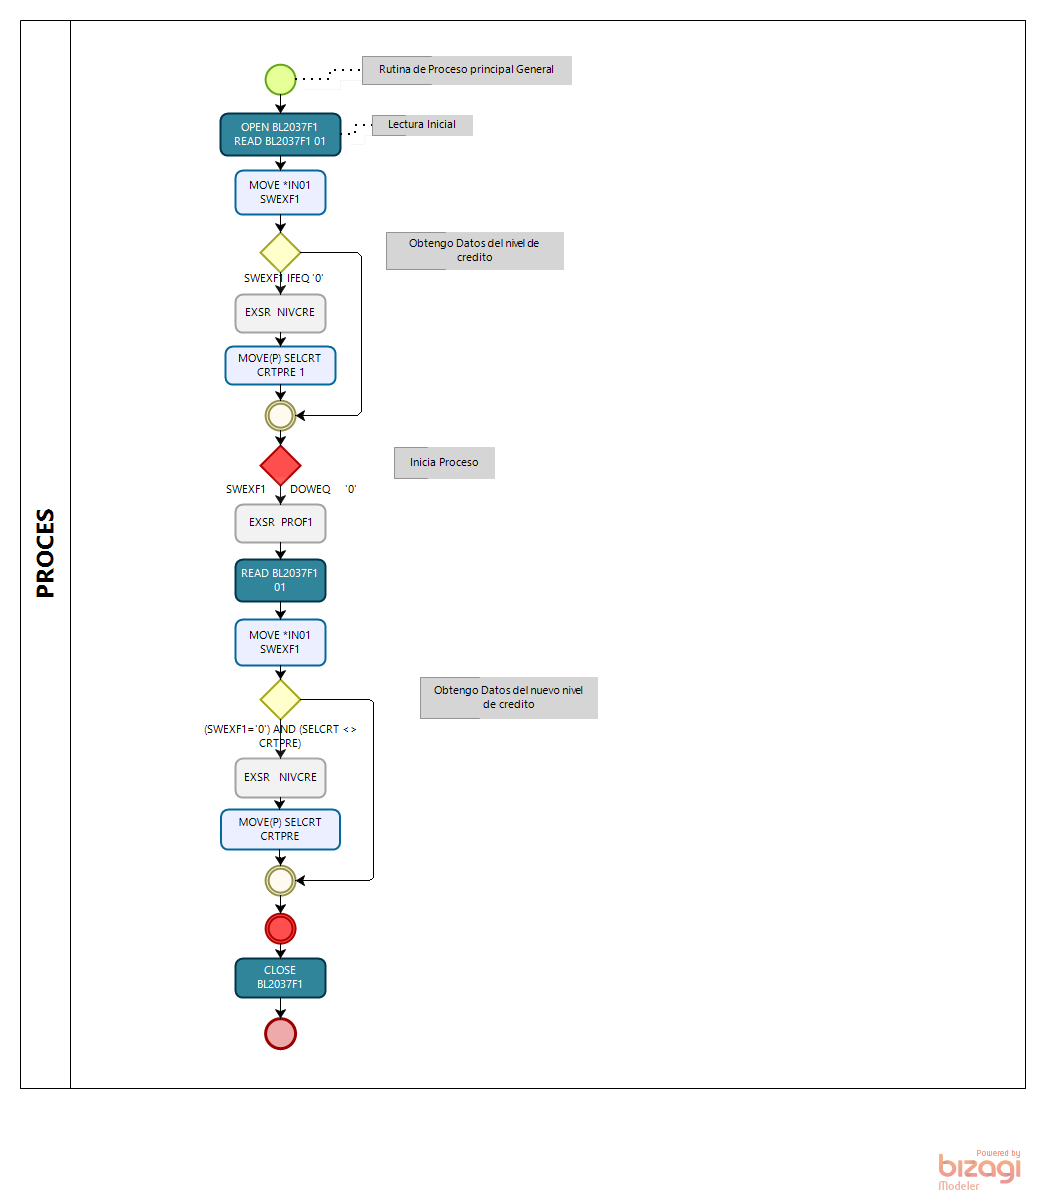 PROCES
Rutina de Proceso principal General
OPEN BL2037F1
READ BL2037F1 01
Lectura Inicial
MOVE *IN01
SWEXF1
Obtengo Datos del nivel de
credito
SWEXF1 IFEQ '0'
EXSR NIVCRE
MOVE(P) SELCRT
CRTPRE 1
Inicia Proceso
SWEXF1 DOWEQ '0'
EXSR PROF1
READ BL2037F1
01
MOVE *IN01
SWEXF1
Obtengo Datos del nuevo nivel
de credito
(SWEXF1='0') AND (SELCRT <>
CRTPRE)
EXSR NIVCRE
MOVE(P) SELCRT
CRTPRE
CLOSE
BL2037F1
Powered by
bizagi
Modeler